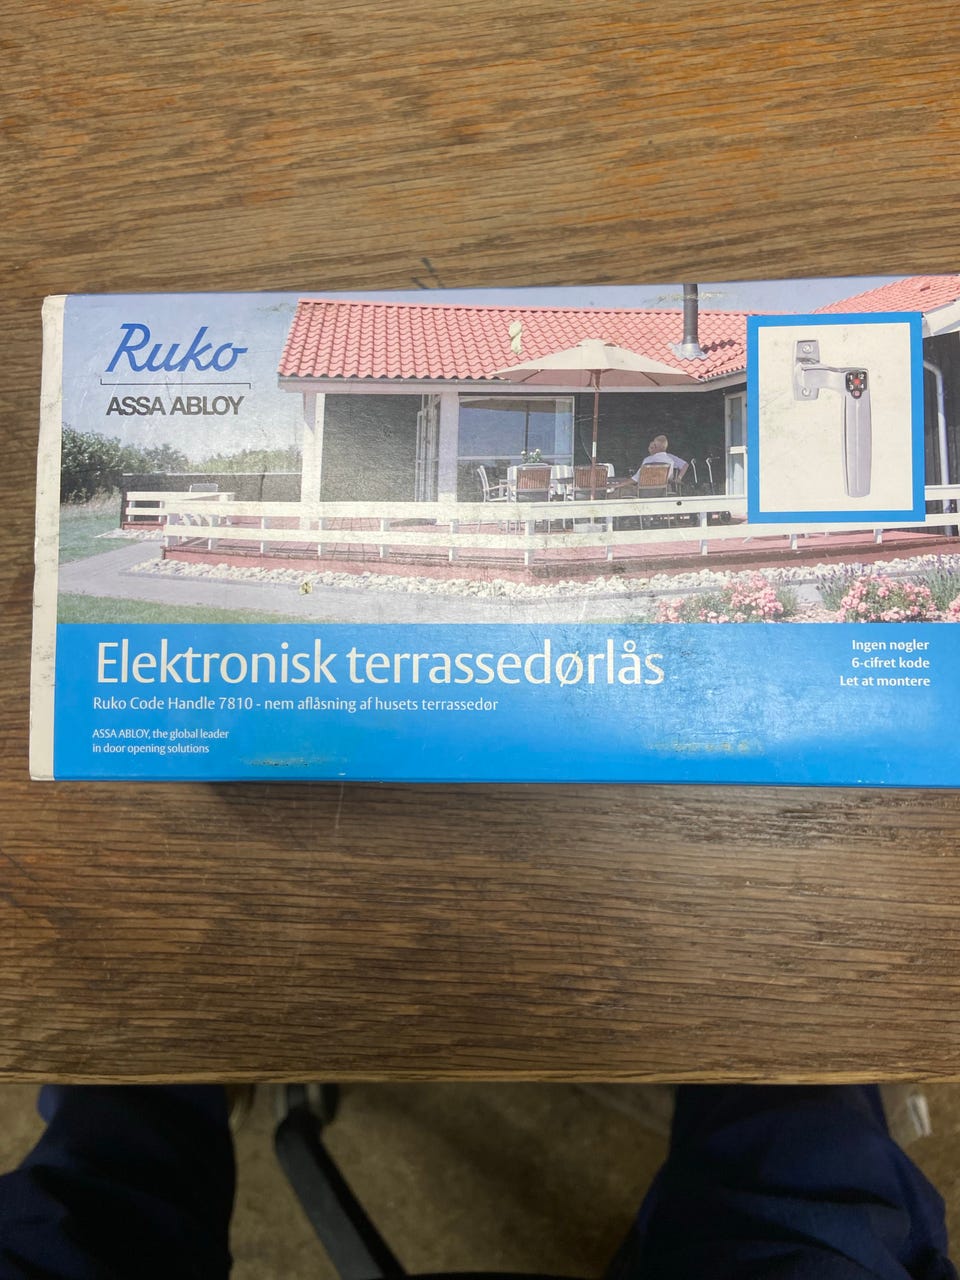 Ruko
ASSA ABLOY
Elektronisk terrassedørlås
Ruko Code Handle 7810 - nem aflåsning af husets terrassedør
ASSA ABLOY, the global leader
in door opening solutions
Ingen nøgler
6-cifret kode
Let at montere